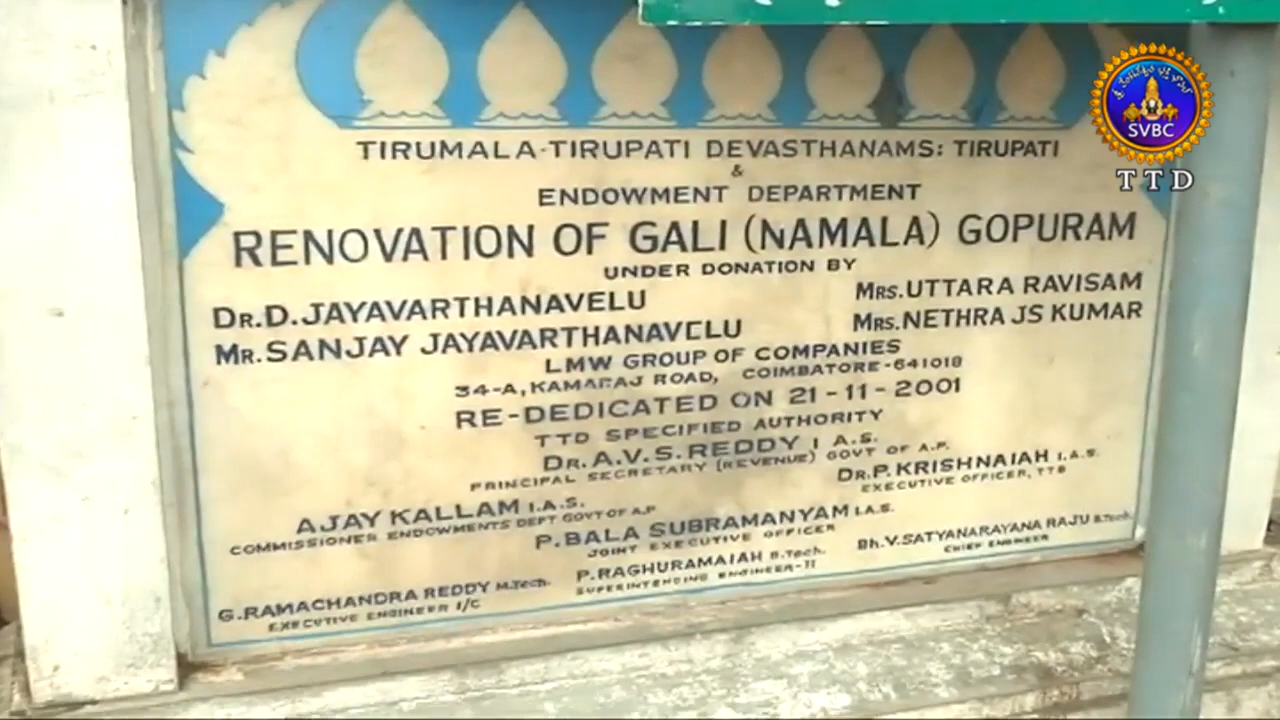 TIRUMALA-TIRUPATI DEVASTHANAMS: TIRUPATI
&
ENDOWMENT DEPARTMENT
RENOVATION OF GALI (NAMALA) GOPURAM
UNDER DONATION BY
DR.D.JAYAVARTHANAVELU MRS.UTTARA RAVISAM
MR.SANJAY JAYAVARTHANAVELU MRS.NETHRA JS KUMAR
LMW GROUP OF COMPANIES
34-A, KAMARAJ ROAD, COIMBATORE-641018
RE-DEDICATED ON 21-11-2001
TTD SPECIFIED AUTHORITY
DR.A.V.S.REDDY I A.S.
PRINCIPAL SECRETARY (REVENUE) GOVT OF A.P.
AJAY KALLAM I.A.S. DR.P.KRISHNAIAH I.A.S.
COMMISSIONER ENDOWMENTS DEPT GOVT OF A.P EXECUTIVE OFFICER, TTD
P.BALA SUBRAMANYAM I.A.S.
JOINT EXECUTIVE OFFICER
G.RAMACHANDRA REDDY M.Tech. P.RAGHURAMAIAH B.Tech. Bh.V.SATYANARAYANA RAJU B.Tech.
EXECUTIVE ENGINEER I/C SUPERINTENDING ENGINEER-II CHIEF ENGINEER
SVBC
TTD